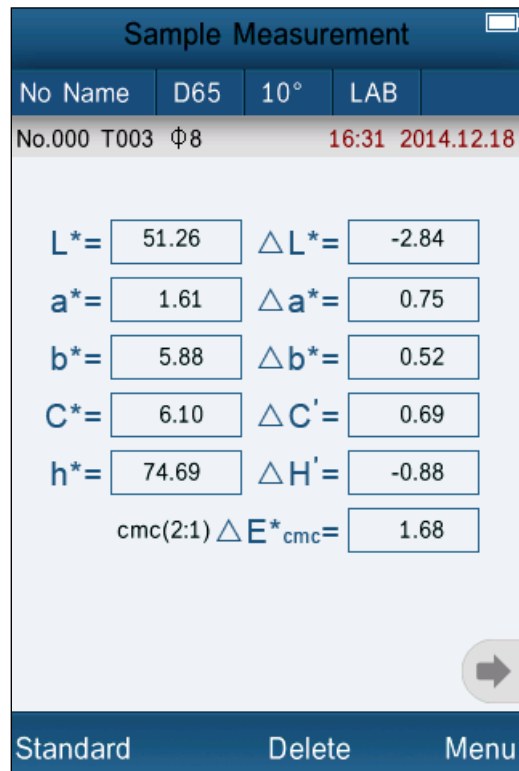 Sample Measurement
No Name D65 10° LAB
No.000 T003 Φ8 16:31 2014.12.18
L*= 51.26 △L*= -2.84
a*= 1.61 △a*= 0.75
b*= 5.88 △b*= 0.52
C*= 6.10 △C'= 0.69
h*= 74.69 △H'= -0.88
cmc(2:1)△E*cmc= 1.68
Standard Delete Menu